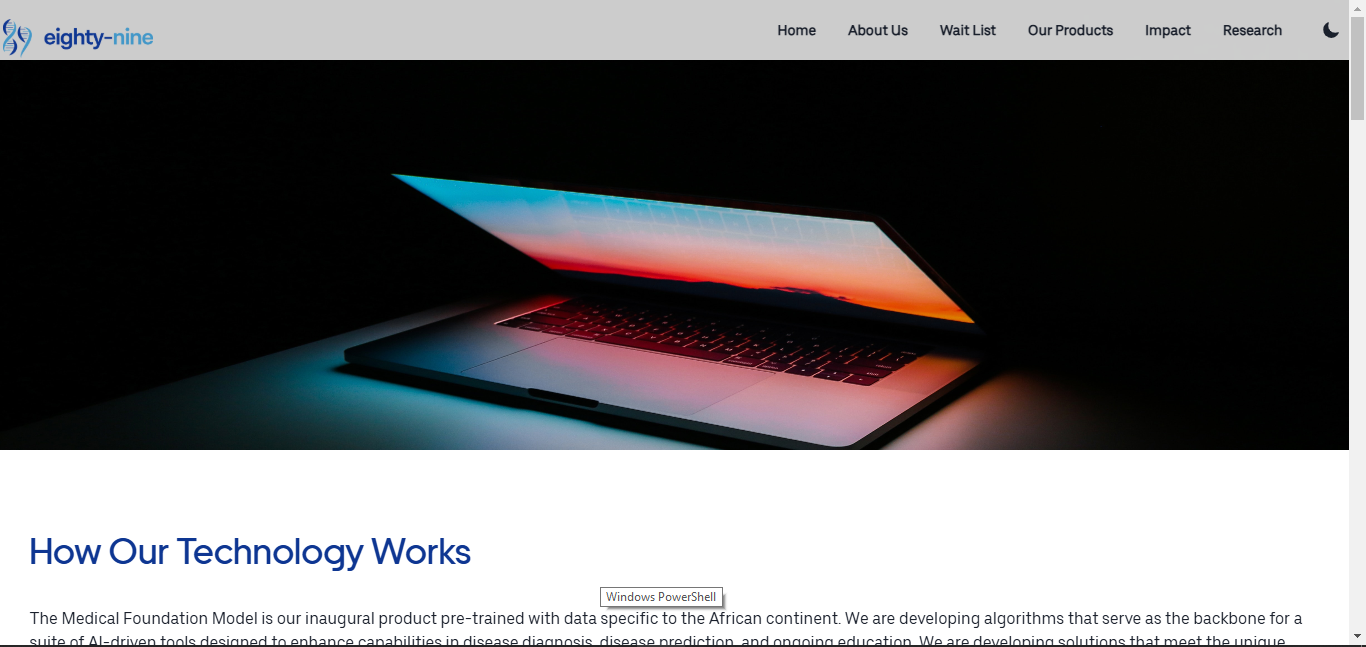 eighty-nine
Home About Us Wait List Our Products Impact Research
How Our Technology Works
Windows PowerShell
The Medical Foundation Model is our inaugural product pre-trained with data specific to the African continent. We are developing algorithms that serve as the backbone for a
suite of AI-driven tools designed to enhance capabilities in disease diagnosis, disease prediction, and ongoing education. We are developing solutions that meet the unique